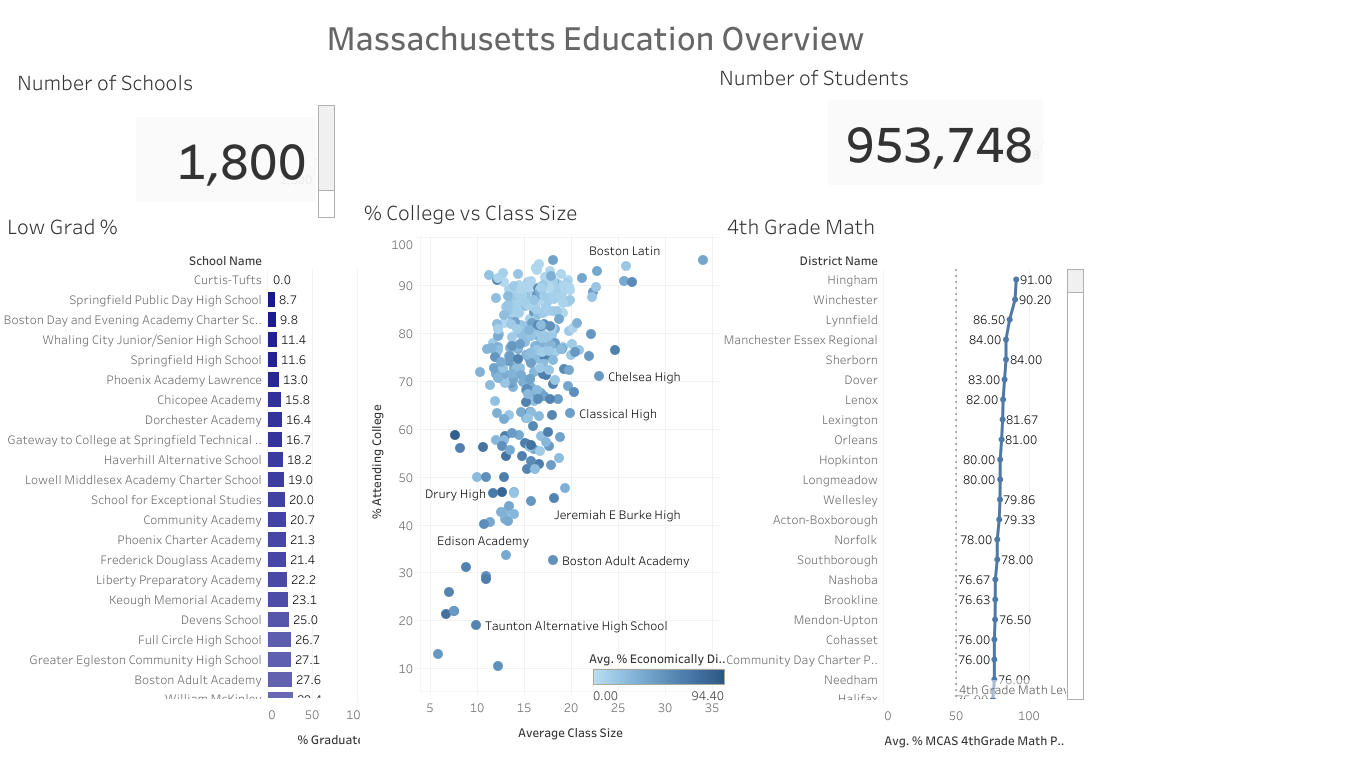 Massachusetts Education Overview
Number of Schools
1,800
Number of Students
953,748
Low Grad %
School Name
Curtis-Tufts 0.0
Springfield Public Day High School 8.7
Boston Day and Evening Academy Charter Sc.. 9.8
Whaling City Junior/Senior High School 11.4
Springfield High School 11.6
Phoenix Academy Lawrence 13.0
Chicopee Academy 15.8
Dorchester Academy 16.4
Gateway to College at Springfield Technical .. 16.7
Haverhill Alternative School 18.2
Lowell Middlesex Academy Charter School 19.0
School for Exceptional Studies 20.0
Community Academy 20.7
Phoenix Charter Academy 21.3
Frederick Douglass Academy 21.4
Liberty Preparatory Academy 22.2
Keough Memorial Academy 23.1
Devens School 25.0
Full Circle High School 26.7
Greater Egleston Community High School 27.1
Boston Adult Academy 27.6
William McKinley
0 50 10
% Graduate
% College vs Class Size
% Attending College
100
90
80
70
60
50
40
30
20
10
Boston Latin
Chelsea High
Classical High
Drury High
Jeremiah E Burke High
Edison Academy
Boston Adult Academy
Taunton Alternative High School
Avg. % Economically Di..
0.00 94.40
5 10 15 20 25 30 35
Average Class Size
4th Grade Math
District Name
Hingham 91.00
Winchester 90.20
Lynnfield 86.50
Manchester Essex Regional 84.00
Sherborn 84.00
Dover 83.00
Lenox 82.00
Lexington 81.67
Orleans 81.00
Hopkinton 80.00
Longmeadow 80.00
Wellesley 79.86
Acton-Boxborough 79.33
Norfolk 78.00
Southborough 78.00
Nashoba 76.67
Brookline 76.63
Mendon-Upton 76.50
Cohasset 76.00
Community Day Charter P.. 76.00
Needham 76.00
4th Grade Math Lev
Halifax 76.00
0 50 100
Avg. % MCAS 4thGrade Math P..